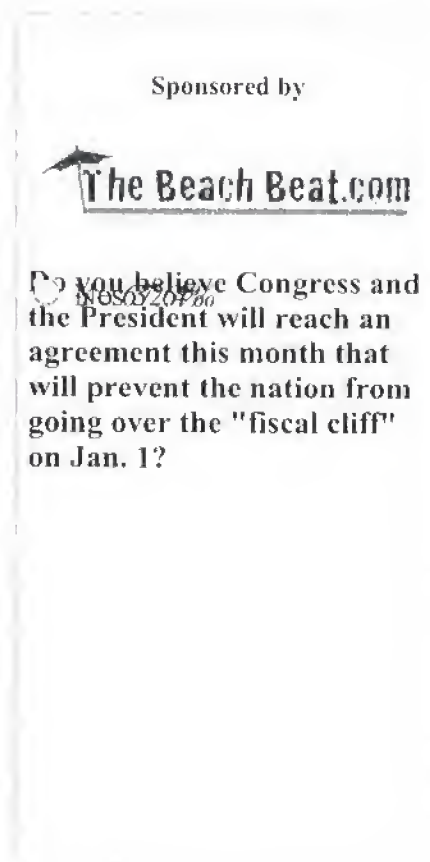 Sponsored by
The Beach Beat.com
Do you believe Congress and
the President will reach an
agreement this month that
will prevent the nation from
going over the "fiscal cliff"
on Jan. 1?